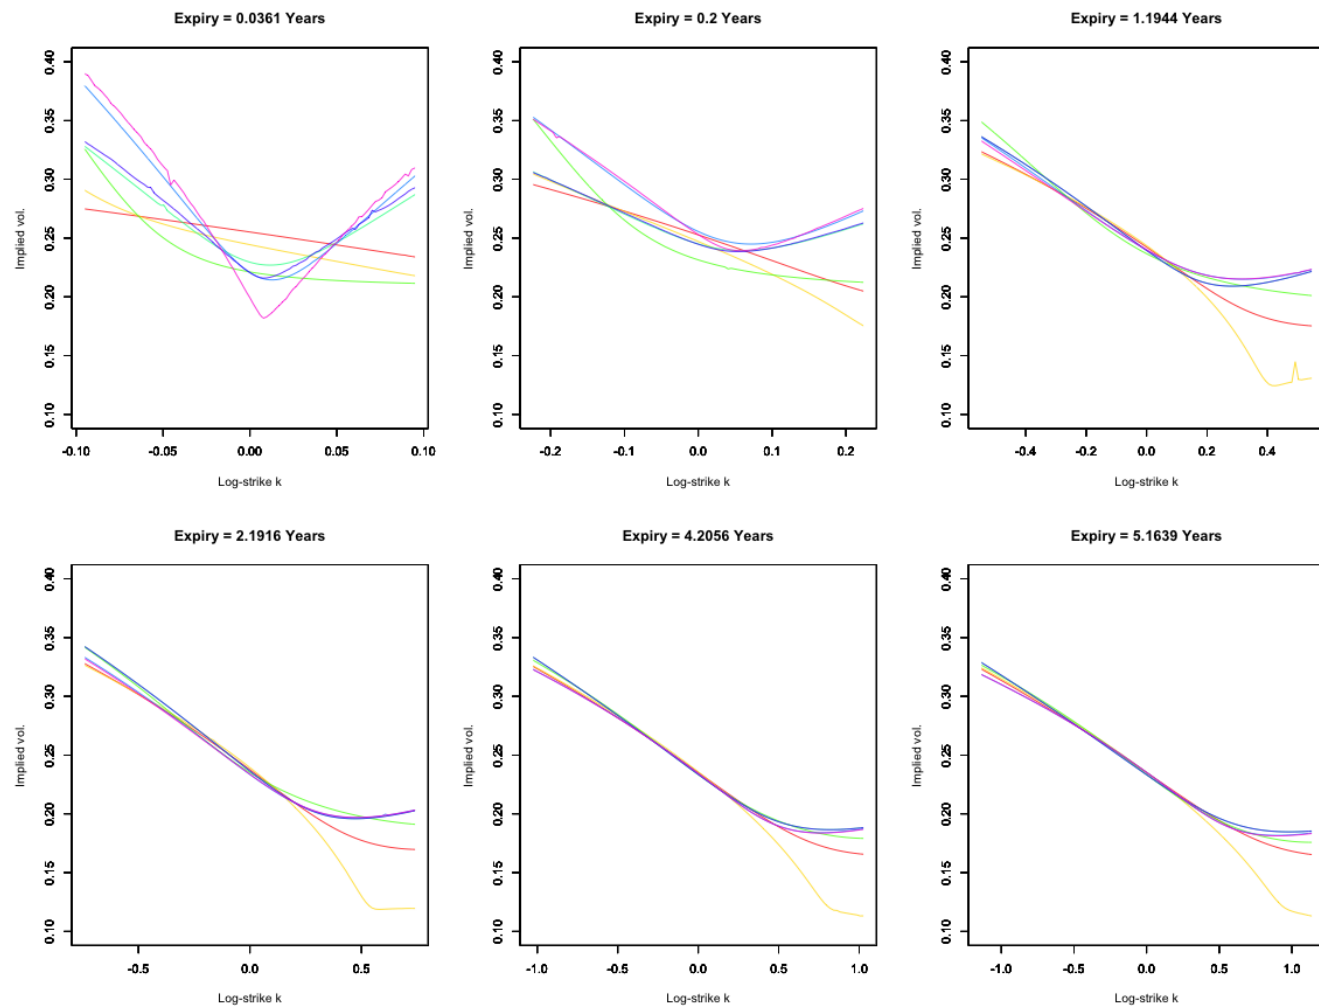 Expiry = 0.0361 Years
Implied vol.
0.40
0.35
0.30
0.25
0.20
0.15
0.10
-0.10 -0.05 0.00 0.05 0.10
Log-strike k
Expiry = 0.2 Years
Implied vol.
0.40
0.35
0.30
0.25
0.20
0.15
0.10
-0.2 -0.1 0.0 0.1 0.2
Log-strike k
Expiry = 1.1944 Years
Implied vol.
0.40
0.35
0.30
0.25
0.20
0.15
0.10
-0.4 -0.2 0.0 0.2 0.4
Log-strike k
Expiry = 2.1916 Years
Implied vol.
0.40
0.35
0.30
0.25
0.20
0.15
0.10
-0.5 0.0 0.5
Log-strike k
Expiry = 4.2056 Years
Implied vol.
0.40
0.35
0.30
0.25
0.20
0.15
0.10
-1.0 -0.5 0.0 0.5 1.0
Log-strike k
Expiry = 5.1639 Years
Implied vol.
0.40
0.35
0.30
0.25
0.20
0.15
0.10
-1.0 -0.5 0.0 0.5 1.0
Log-strike k